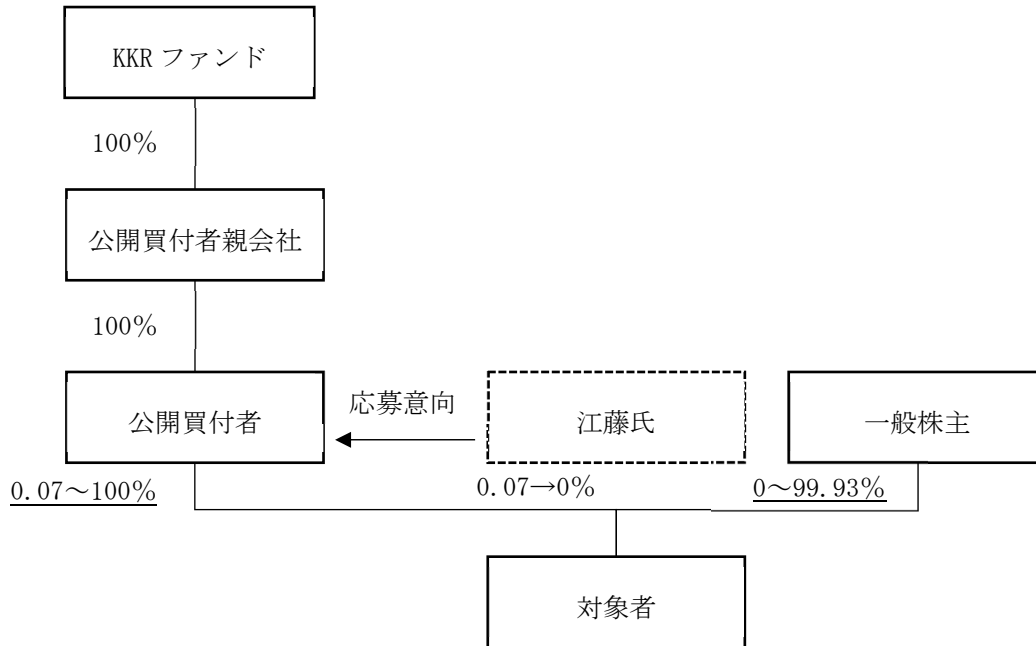 KKR ファンド
100%
公開買付者親会社
100%
公開買付者
応募意向
江藤氏
一般株主
0.07～100%
0.07→0%
0～99.93%
対象者